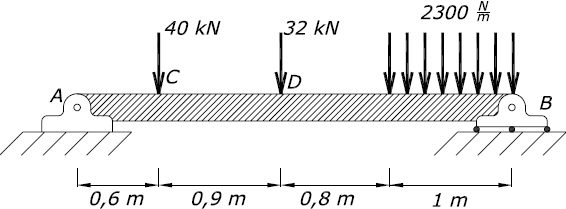 40 kN 32 kN 2300 N/m
A C D B
0,6 m 0,9 m 0,8 m 1 m